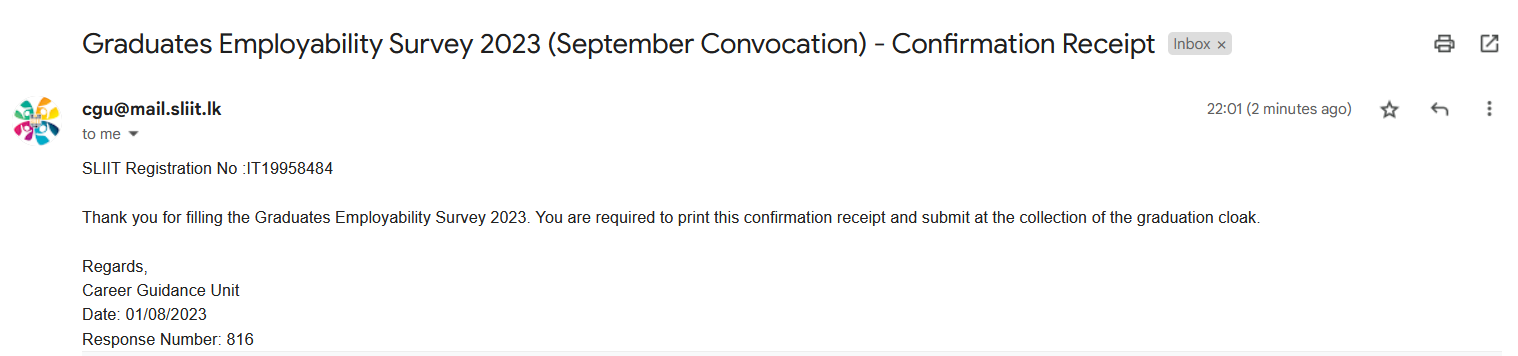 Graduates Employability Survey 2023 (September Convocation) - Confirmation Receipt Inbox ×
cgu@mail.sliit.lk 22:01 (2 minutes ago)
to me
SLIIT Registration No :IT19958484
Thank you for filling the Graduates Employability Survey 2023. You are required to print this confirmation receipt and submit at the collection of the graduation cloak.
Regards,
Career Guidance Unit
Date: 01/08/2023
Response Number: 816